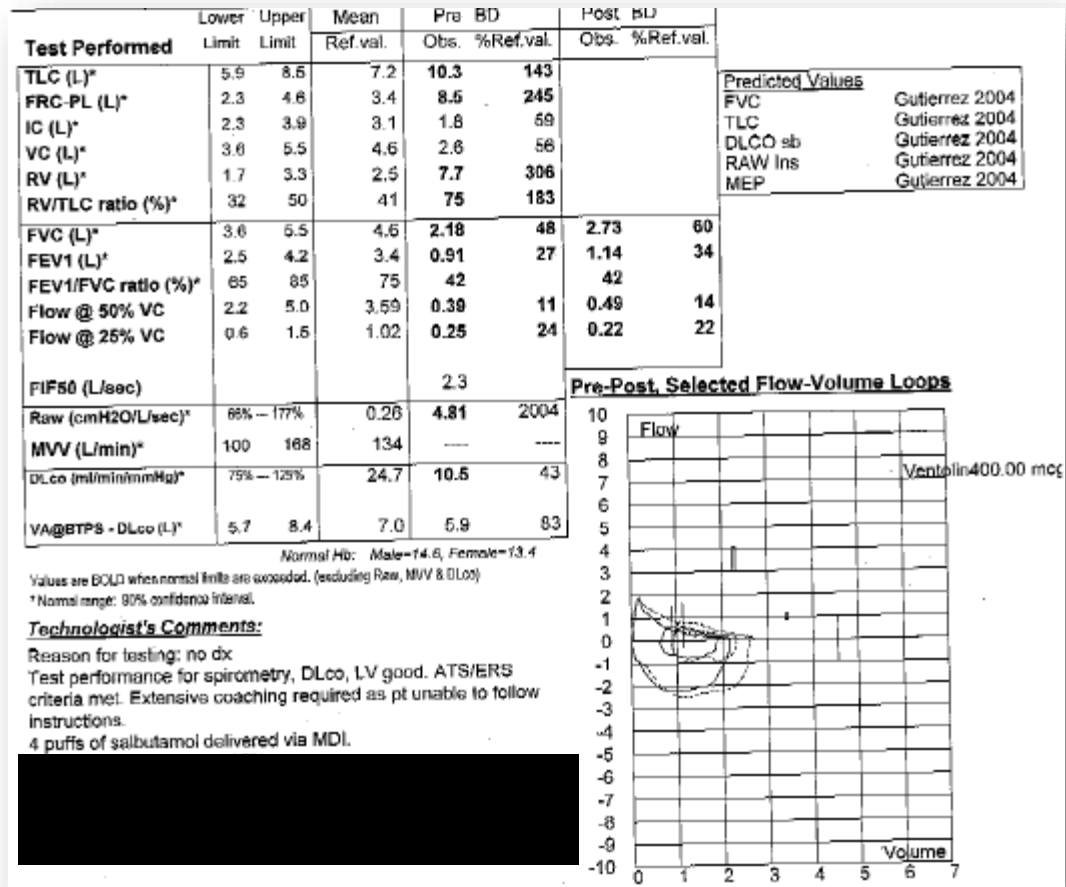 Lower Upper Mean Pre BD Post BD
Test Performed Limit Limit Ref.val. Obs. %Ref.val. Obs. %Ref.val.
TLC (L)* 5.9 8.5 7.2 10.3 143
FRC-PL (L)* 2.3 4.6 3.4 8.5 245
IC (L)* 2.3 3.9 3.1 1.8 59
VC (L)* 3.6 5.5 4.6 2.6 56
RV (L)* 1.7 3.3 2.5 7.7 306
RV/TLC ratio (%)* 32 50 41 75 183
FVC (L)* 3.6 5.5 4.6 2.18 48 2.73 60
FEV1 (L)* 2.5 4.2 3.4 0.91 27 1.14 34
FEV1/FVC ratio (%)* 65 85 75 42 42
Flow @ 50% VC 2.2 5.0 3.59 0.39 11 0.49 14
Flow @ 25% VC 0.6 1.5 1.02 0.25 24 0.22 22
FIF50 (L/sec) 2.3
Raw (cmH2O/L/sec)* 66% — 177% 0.26 4.81 2004
MVV (L/min)* 100 168 134 ---- ----
DLco (ml/min/mmHg)* 75% — 125% 24.7 10.5 43
VA@BTPS - DLco (L)* 5.7 8.4 7.0 5.9 83
Normal Hb: Male=14.6, Female=13.4
Values are BOLD when normal limits are exceeded. (excluding Raw, MVV & DLco)
*Normal range: 90% confidence interval.
Technologist's Comments:
Reason for testing: no dx
Test performance for spirometry, DLco, LV good. ATS/ERS
criteria met. Extensive coaching required as pt unable to follow
instructions.
4 puffs of salbutamol delivered via MDI.
Predicted Values
FVC Gutierrez 2004
TLC Gutierrez 2004
DLCO sb Gutierrez 2004
RAW Ins Gutierrez 2004
MEP Gutierrez 2004
Pre-Post, Selected Flow-Volume Loops
Flow
Ventolin400.00 mcg
10
9
8
7
6
5
4
3
2
1
0
-1
-2
-3
-4
-5
-6
-7
-8
-9
-10
Volume
0 1 2 3 4 5 6 7